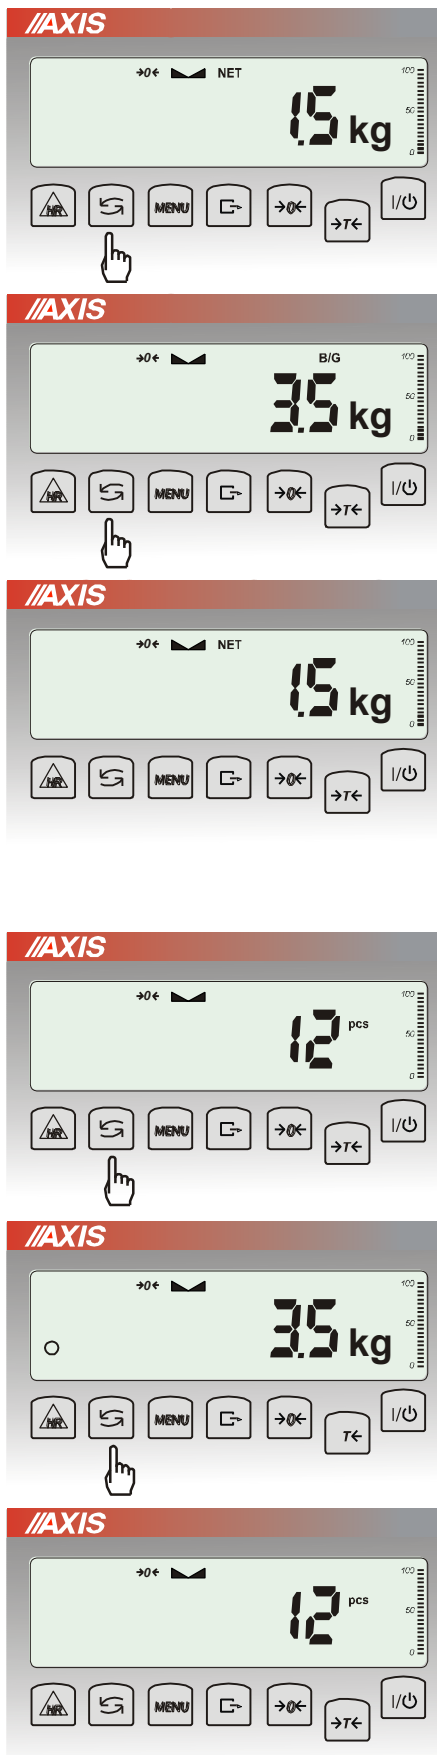 AXIS
→0← NET 100
1.5 kg 50
0
HR MENU →0← →T← I/⏻
AXIS
→0← B/G 100
3.5 kg 50
0
HR MENU →0← →T← I/⏻
AXIS
→0← NET 100
1.5 kg 50
0
HR MENU →0← →T← I/⏻
AXIS
→0← 100
12 pcs 50
0
HR MENU →0← →T← I/⏻
AXIS
→0← 100
3.5 kg 50
0
HR MENU →0← T← I/⏻
AXIS
→0← 100
12 pcs 50
0
HR MENU →0← →T← I/⏻